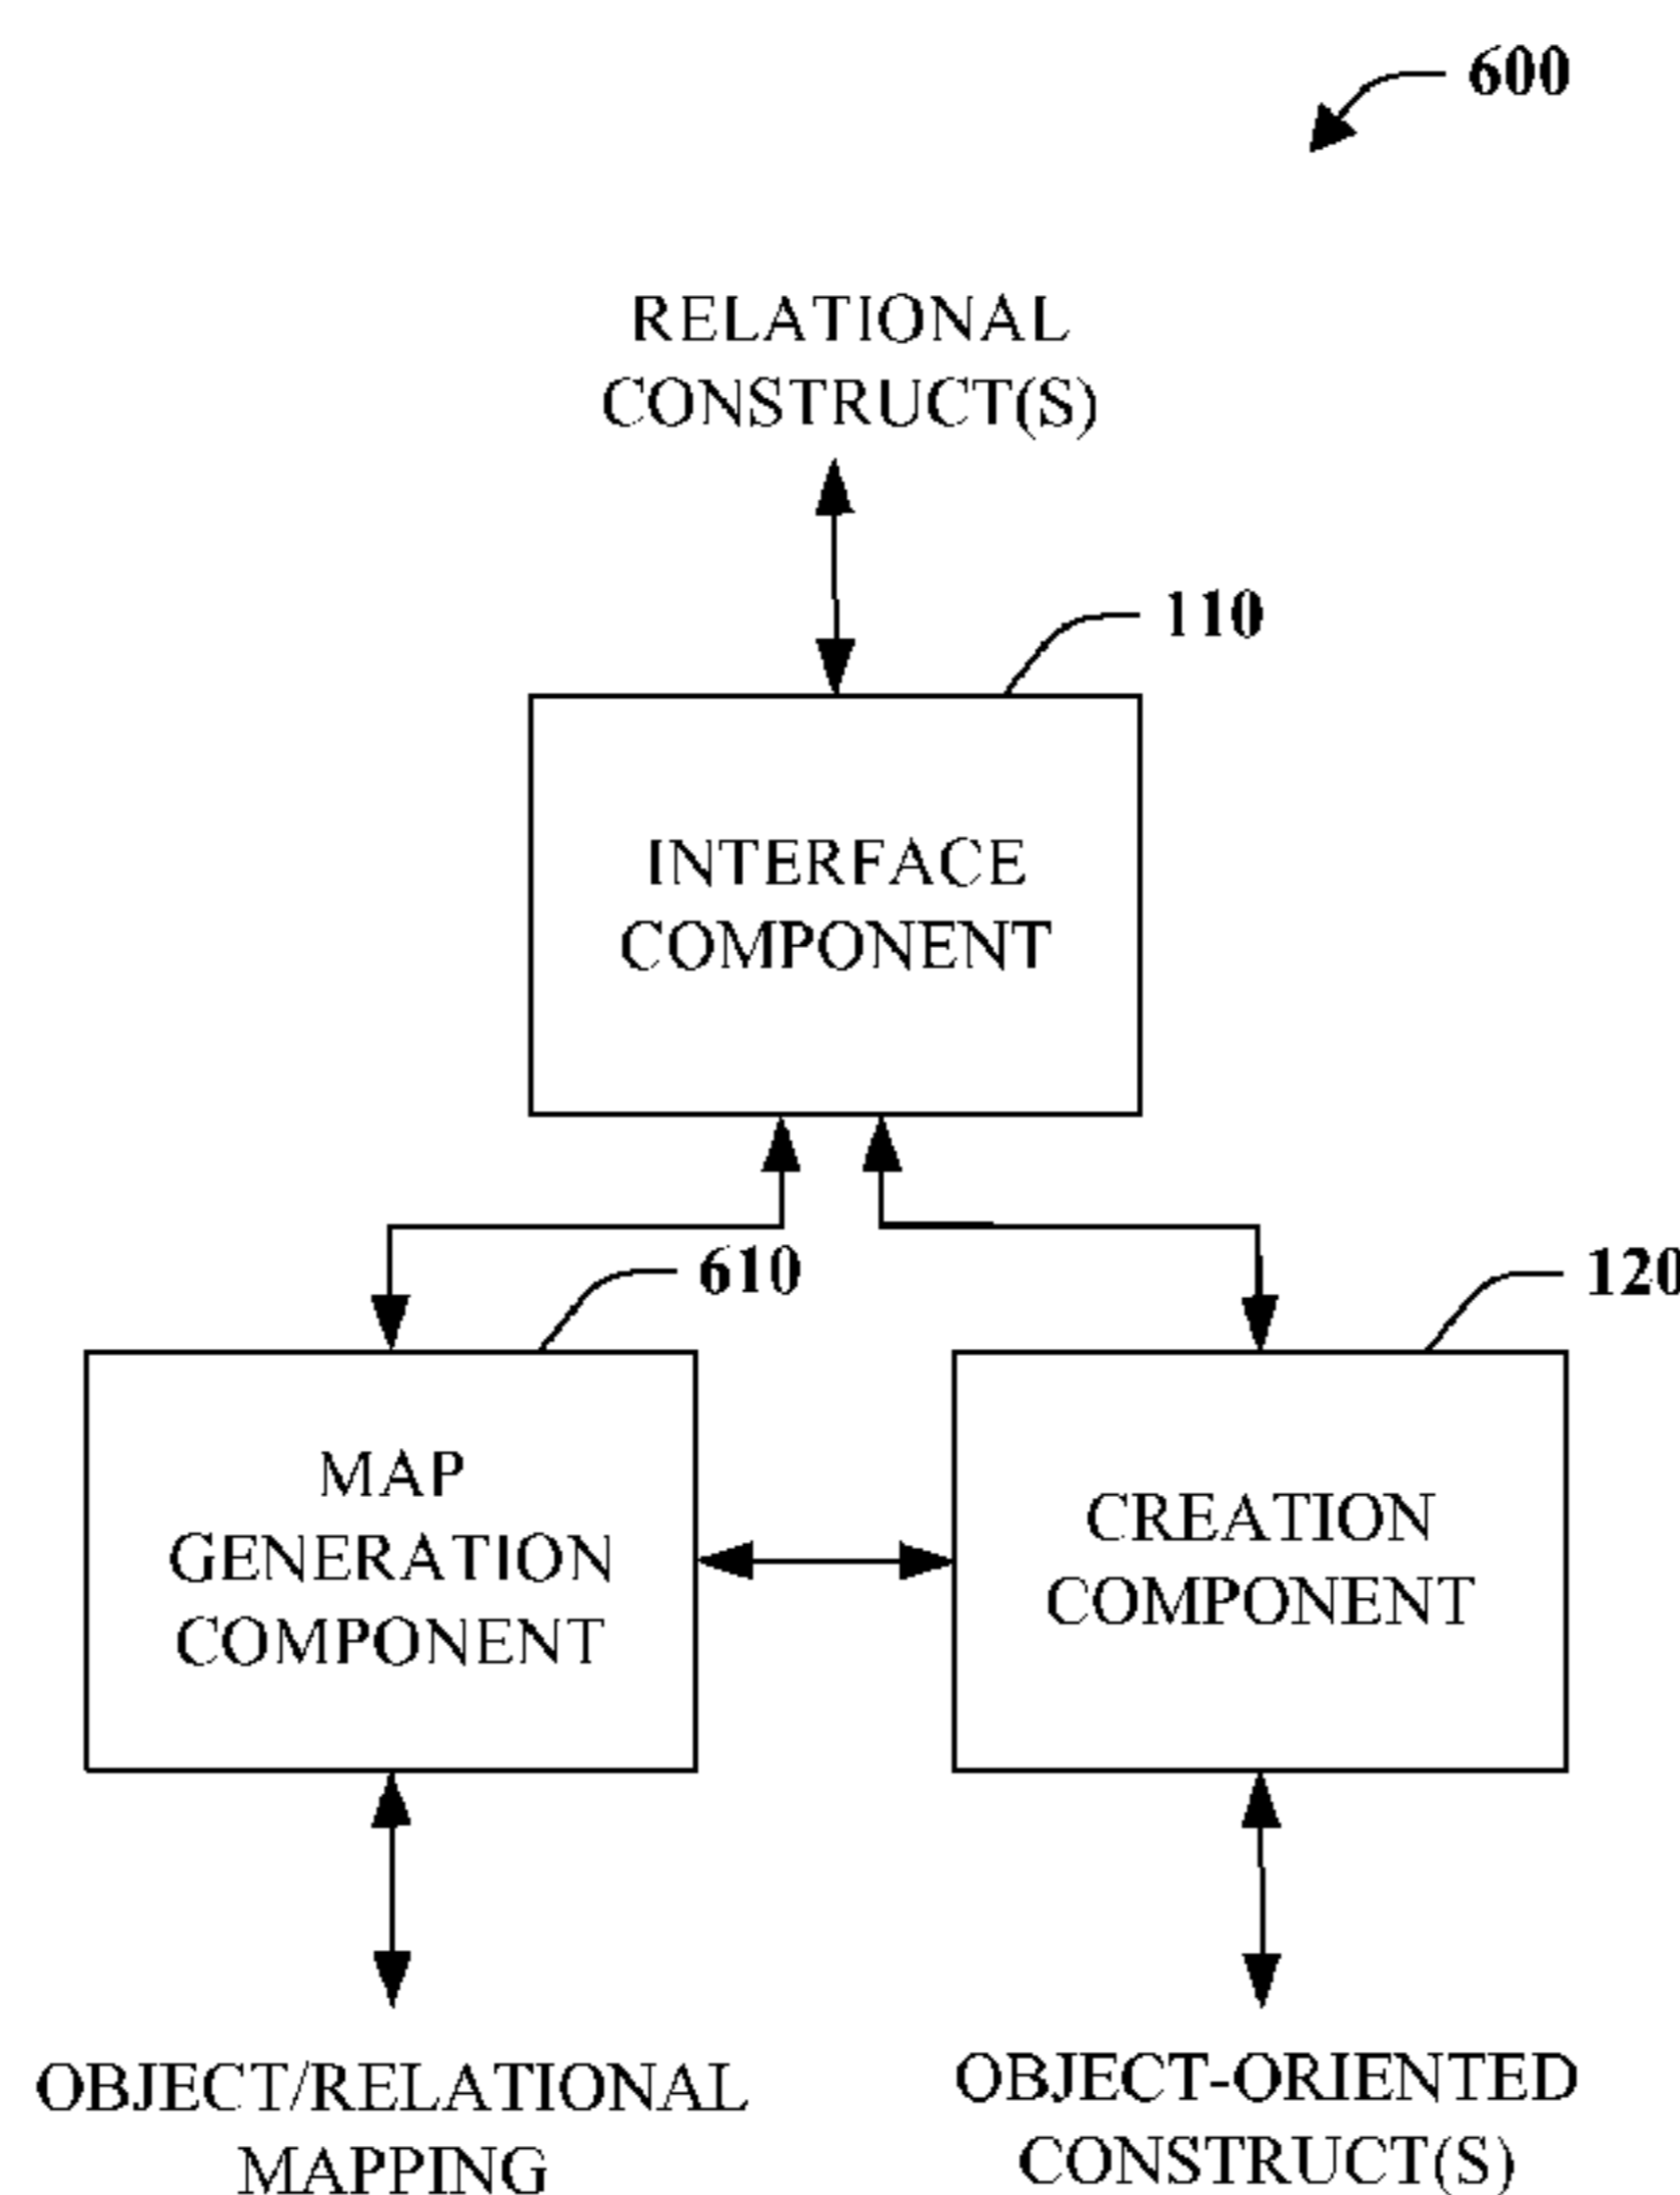 600
RELATIONAL
CONSTRUCT(S)
110
INTERFACE
COMPONENT
610
120
MAP
GENERATION
COMPONENT
CREATION
COMPONENT
OBJECT/RELATIONAL
MAPPING
OBJECT-ORIENTED
CONSTRUCT(S)